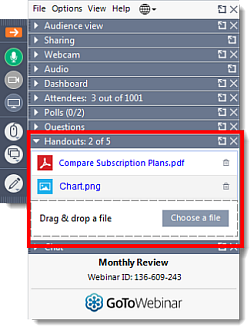 File Options View Help
Audience view
Sharing
Webcam
Audio
Dashboard
Attendees: 3 out of 1001
Polls (0/2)
Questions
Handouts: 2 of 5
Compare Subscription Plans.pdf
Chart.png
Drag & drop a file Choose a file
Chat
Monthly Review
Webinar ID: 136-609-243
GoToWebinar